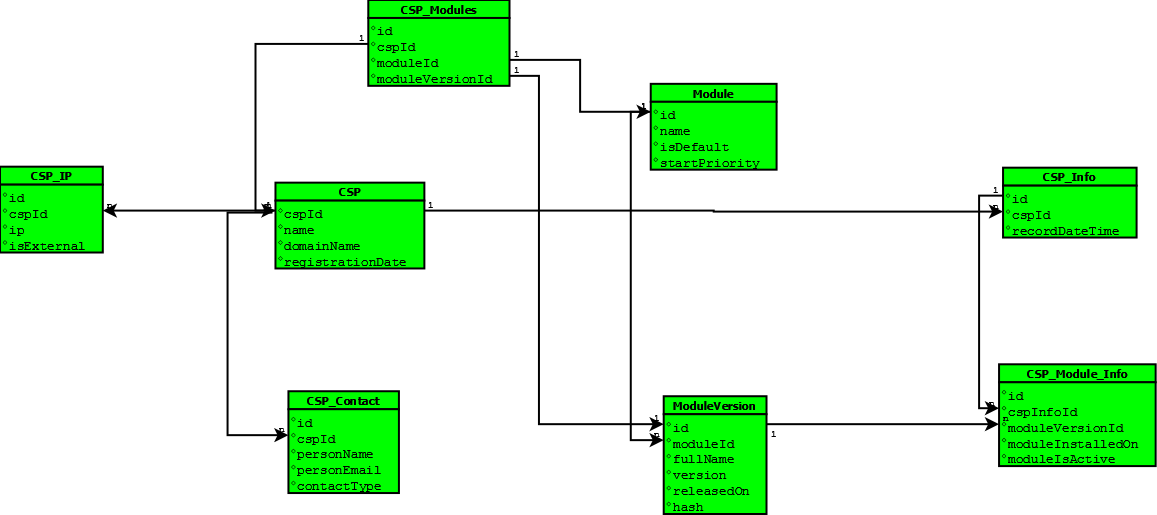 CSP_Modules
id
cspId
moduleId
moduleVersionId
1
1
1
Module
1
id
name
isDefault
startPriority
CSP_IP
id
cspId
ip
isExternal
n
CSP
cspId
name
domainName
registrationDate
1
CSP_Info
1
id
cspId
n
recordDateTime
CSP_Contact
id
cspId
n
personName
personEmail
contactType
ModuleVersion
1
id
moduleId
n
fullName
version
releasedOn
hash
1
CSP_Module_Info
id
n
cspInfoId
n
moduleVersionId
moduleInstalledOn
moduleIsActive